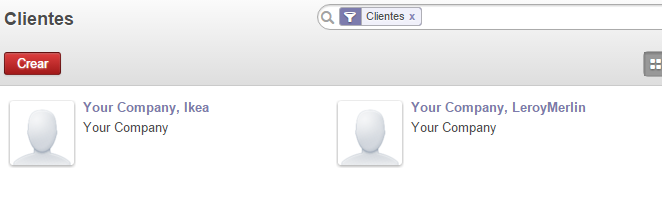 Clientes
Clientes x
Crear
Your Company, Ikea
Your Company
Your Company, LeroyMerlin
Your Company